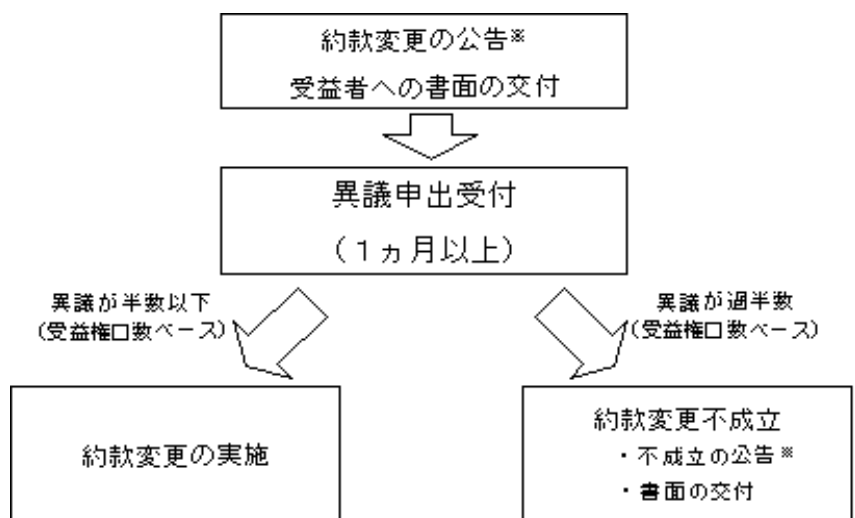 約款変更の公告※
受益者への書面の交付
異議申出受付
（１ヵ月以上）
異議が半数以下
（受益権口数ベース）
異議が過半数
（受益権口数ベース）
約款変更の実施
約款変更不成立
・不成立の公告※
・書面の交付